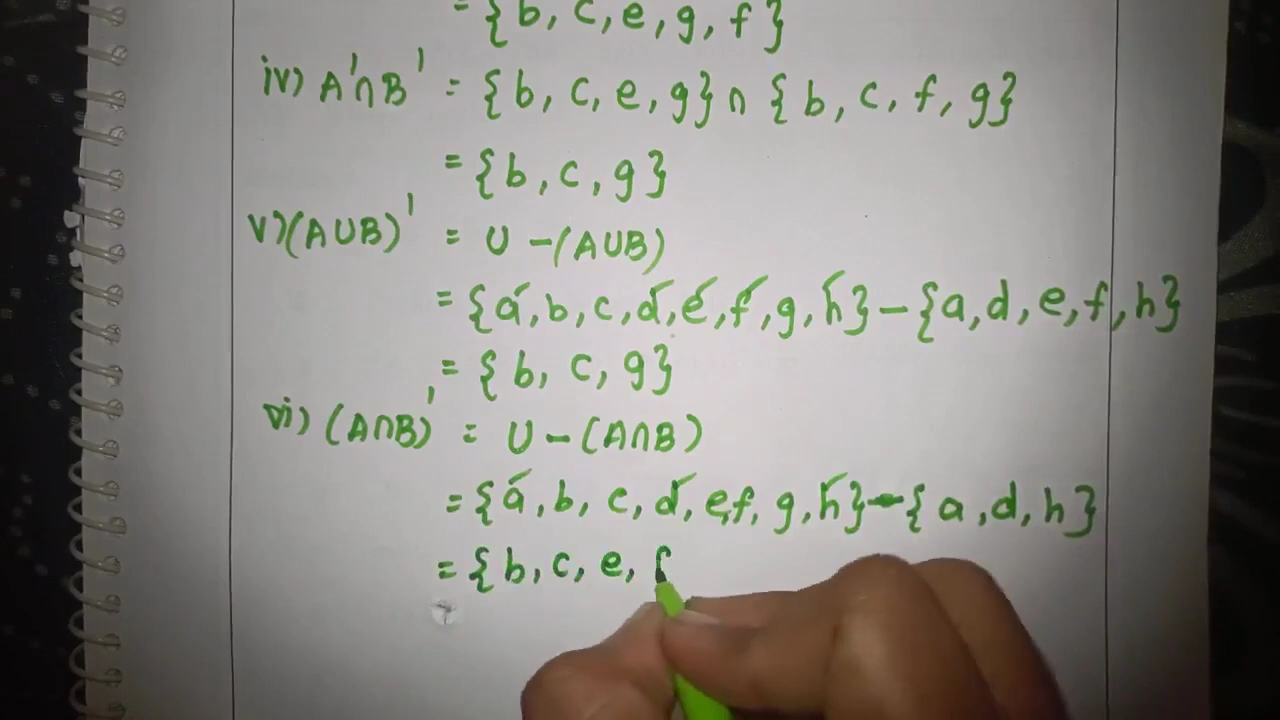 = {b, c, e, g, f}
iv) A'∩B' = {b, c, e, g} ∩ {b, c, f, g}
= {b, c, g}
v) (A∪B)' = U - (A∪B)
= {a, b, c, d, e, f, g, h} - {a, d, e, f, h}
= {b, c, g}
vi) (A∩B)' = U - (A∩B)
= {a, b, c, d, e, f, g, h} - {a, d, h}
= {b, c, e, f